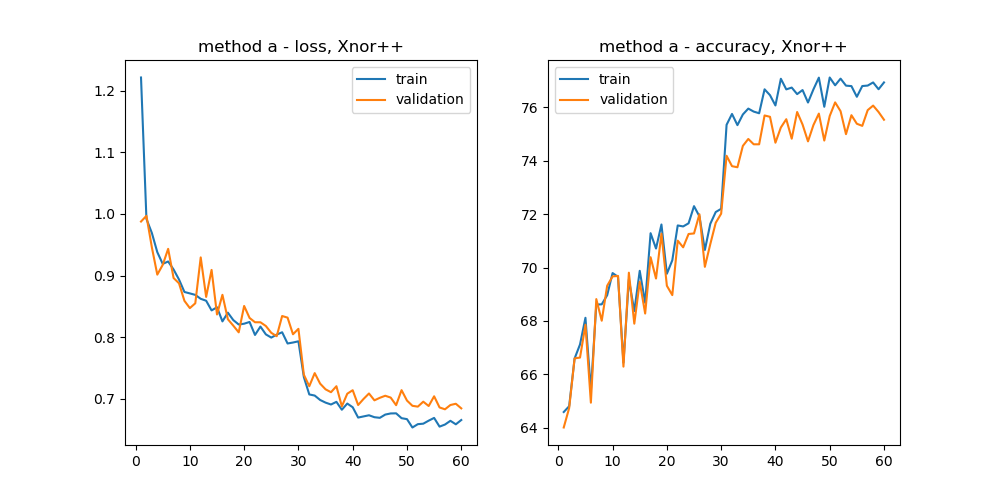 method a - loss, Xnor++
train
validation
1.2
1.1
1.0
0.9
0.8
0.7
0 10 20 30 40 50 60
method a - accuracy, Xnor++
train
validation
76
74
72
70
68
66
64
0 10 20 30 40 50 60